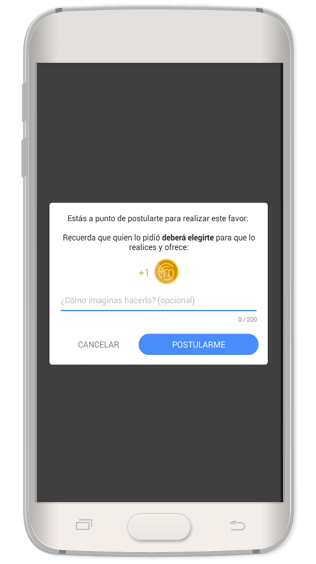 Estás a punto de postularte para realizar este favor.
Recuerda que quien lo pidió deberá elegirte para que lo
realices y ofrece:
+1
¿Cómo imaginas hacerlo? (opcional)
0 / 200
CANCELAR
POSTULARME